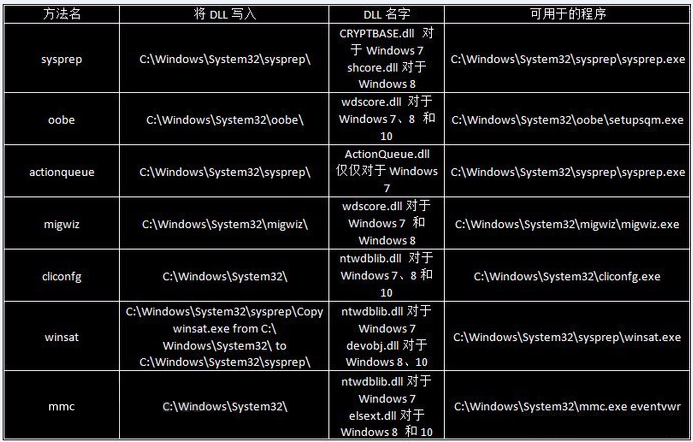 方法名
将 DLL 写入
DLL 名字
可用于的程序
sysprep
C:\Windows\System32\sysprep\
CRYPTBASE.dll 对
于 Windows 7
shcore.dll 对于
Windows 8
C:\Windows\System32\sysprep\sysprep.exe
oobe
C:\Windows\System32\oobe\
wdscore.dll 对于
Windows 7、8 和
10
C:\Windows\System32\oobe\setupsqm.exe
actionqueue
C:\Windows\System32\sysprep\
ActionQueue.dll
仅仅对于 Windows
7
C:\Windows\System32\sysprep\sysprep.exe
migwiz
C:\Windows\System32\migwiz\
wdscore.dll 对于
Windows 7 和
Windows 8
C:\Windows\System32\migwiz\migwiz.exe
cliconfg
C:\Windows\System32\
ntwdblib.dll 对于
Windows 7、8 和
10
C:\Windows\System32\cliconfg.exe
winsat
C:\Windows\System32\sysprep\Copy
winsat.exe from C:\
Windows\System32\ to
C:\Windows\System32\sysprep\
ntwdblib.dll 对于
Windows 7
devobj.dll 对于
Windows 8、10
C:\Windows\System32\sysprep\winsat.exe
mmc
C:\Windows\System32\
ntwdblib.dll 对于
Windows 7
elsext.dll 对于
Windows 8 和 10
C:\Windows\System32\mmc.exe eventvwr